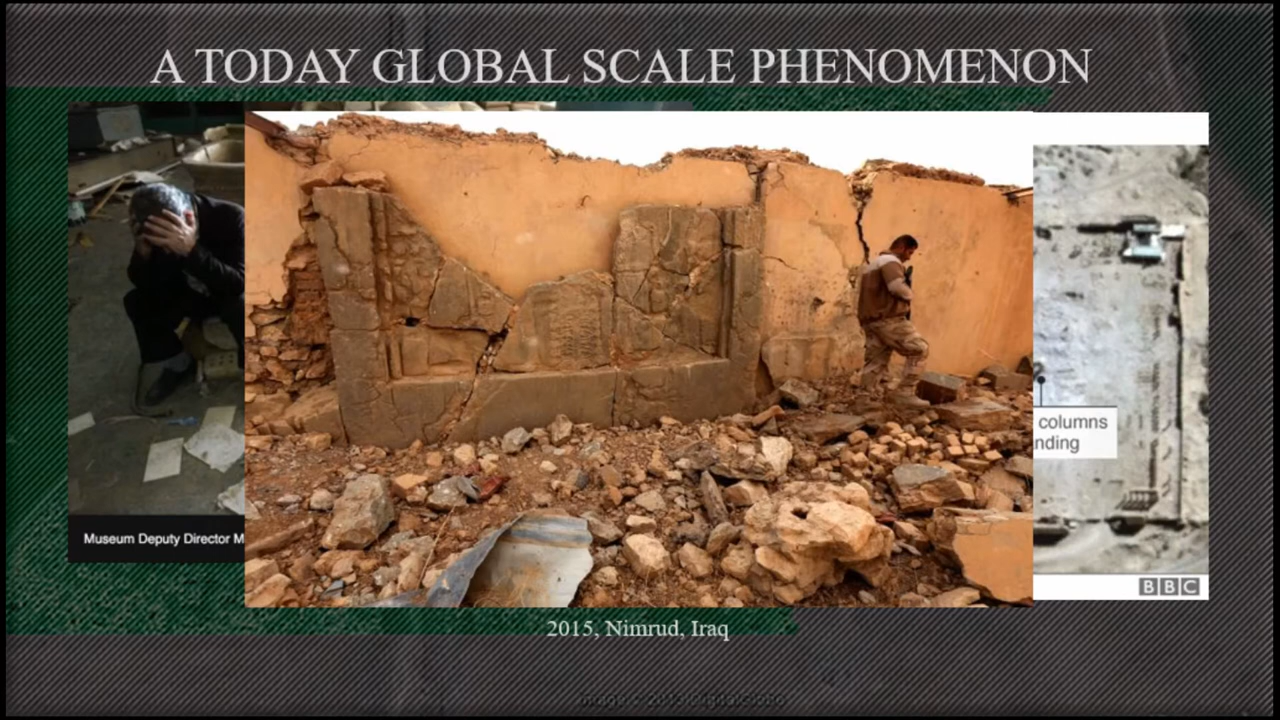 A TODAY GLOBAL SCALE PHENOMENON
Museum Deputy Director M
columns
nding
BBC
2015, Nimrud, Iraq